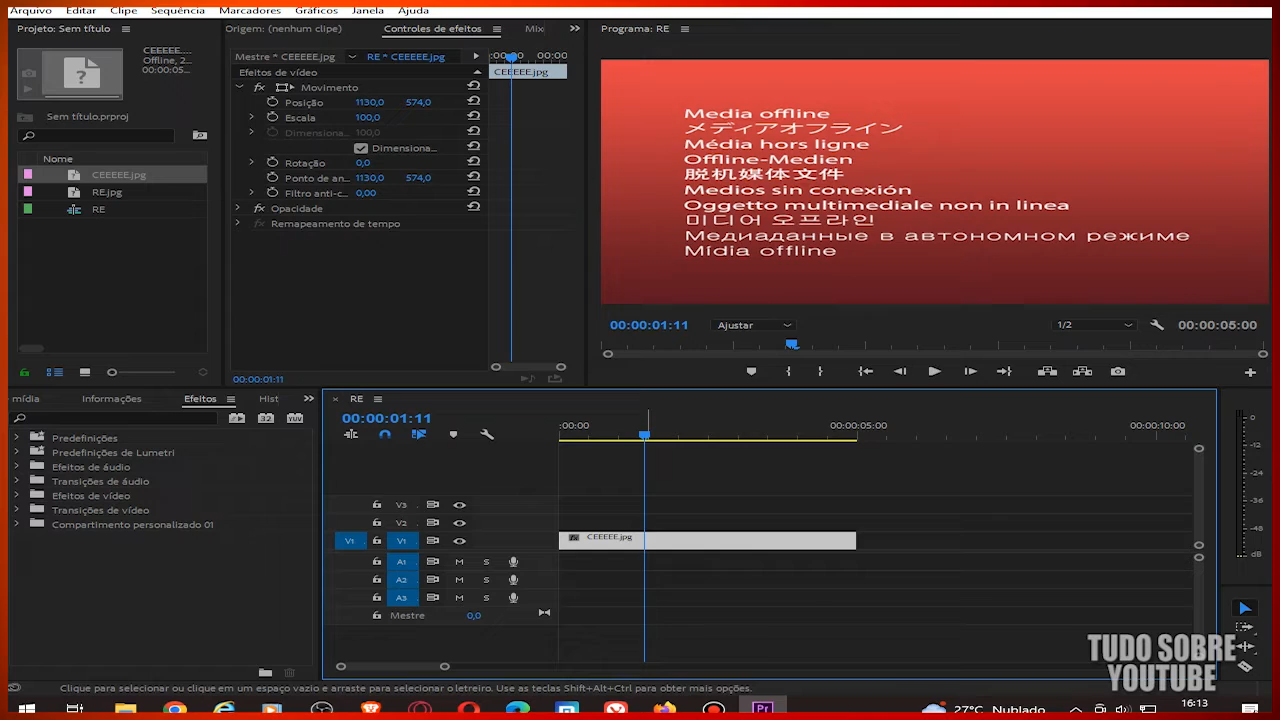 Arquivo Editar Clipe Sequência Marcadores Gráficos Janela Ajuda
Projeto: Sem título
CEEEEE....
Offline, 2...
00:00:05...
Sem título.prproj
Nome
CEEEEE.jpg
RE.jpg
RE
Origem: (nenhum clipe) Controles de efeitos Mix
Mestre * CEEEEE.jpg RE * CEEEEE.jpg :00:00 00:00
Efeitos de vídeo CEEEEE.jpg
fx Movimento
Posição 1130,0 574,0
Escala 100,0
Dimensiona... 100,0
Dimensiona...
Rotação 0,0
Ponto de an... 1130,0 574,0
Filtro anti-c... 0,00
fx Opacidade
fx Remapeamento de tempo
00:00:01:11
Programa: RE
Media offline
メディアオフライン
Média hors ligne
Offline-Medien
脱机媒体文件
Medios sin conexión
Oggetto multimediale non in linea
미디어 오프라인
Медиаданные в автономном режиме
Mídia offline
00:00:01:11 Ajustar 1/2 00:00:05:00
mídia Informações Efeitos Hist
32 YUV
Predefinições
Predefinições de Lumetri
Efeitos de áudio
Transições de áudio
Efeitos de vídeo
Transições de vídeo
Compartimento personalizado 01
× RE
00:00:01:11
:00:00 00:00:05:00 00:00:10:00
V3
V2
V1 V1 fx CEEEEE.jpg
A1 M S
A2 M S
A3 M S
Mestre 0,0
0
-12
-24
-36
dB
TUDO SOBRE
YOUTUBE
Clique para selecionar ou clique em um espaço vazio e arraste para selecionar o letreiro. Use as teclas Shift+Alt+Ctrl para obter mais opções.
Pr 27°C Nublado 16:13